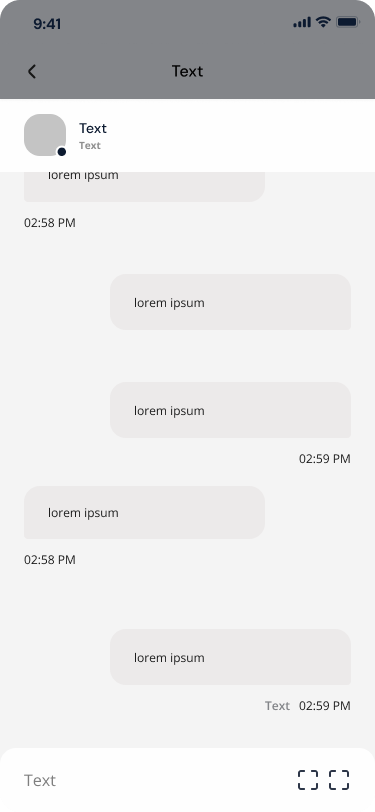 9:41
Text
Text
Text
lorem ipsum
02:58 PM
lorem ipsum
lorem ipsum
02:59 PM
lorem ipsum
02:58 PM
lorem ipsum
Text 02:59 PM
Text